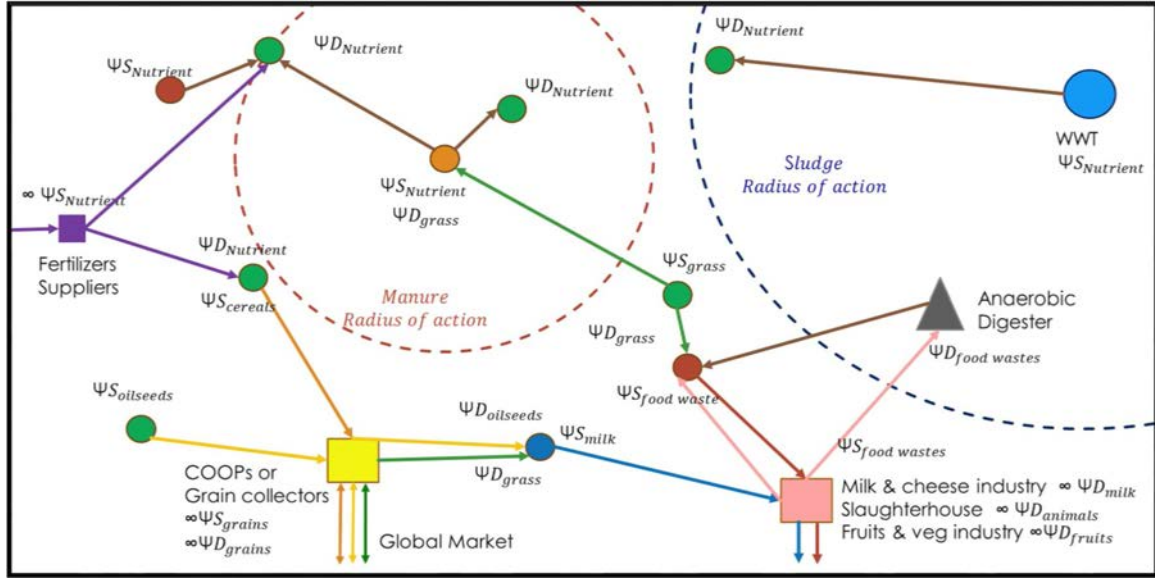 ΨD_Nutrient
ΨD_Nutrient
ΨS_Nutrient
ΨD_Nutrient
WWT
ΨS_Nutrient
Sludge
Radius of action
∞ ΨS_Nutrient
ΨS_Nutrient
ΨD_grass
Fertilizers
Suppliers
ΨD_Nutrient
ΨS_cereals
Manure
Radius of action
ΨS_grass
ΨD_grass
Anaerobic
Digester
ΨD_food wastes
ΨS_oilseeds
ΨS_food waste
ΨD_oilseeds
ΨS_milk
ΨD_grass
ΨS_food wastes
COOPs or
Grain collectors
∞ΨS_grains
∞ΨD_grains
Global Market
Milk & cheese industry ∞ ΨD_milk
Slaughterhouse ∞ ΨD_animals
Fruits & veg industry ∞ΨD_fruits